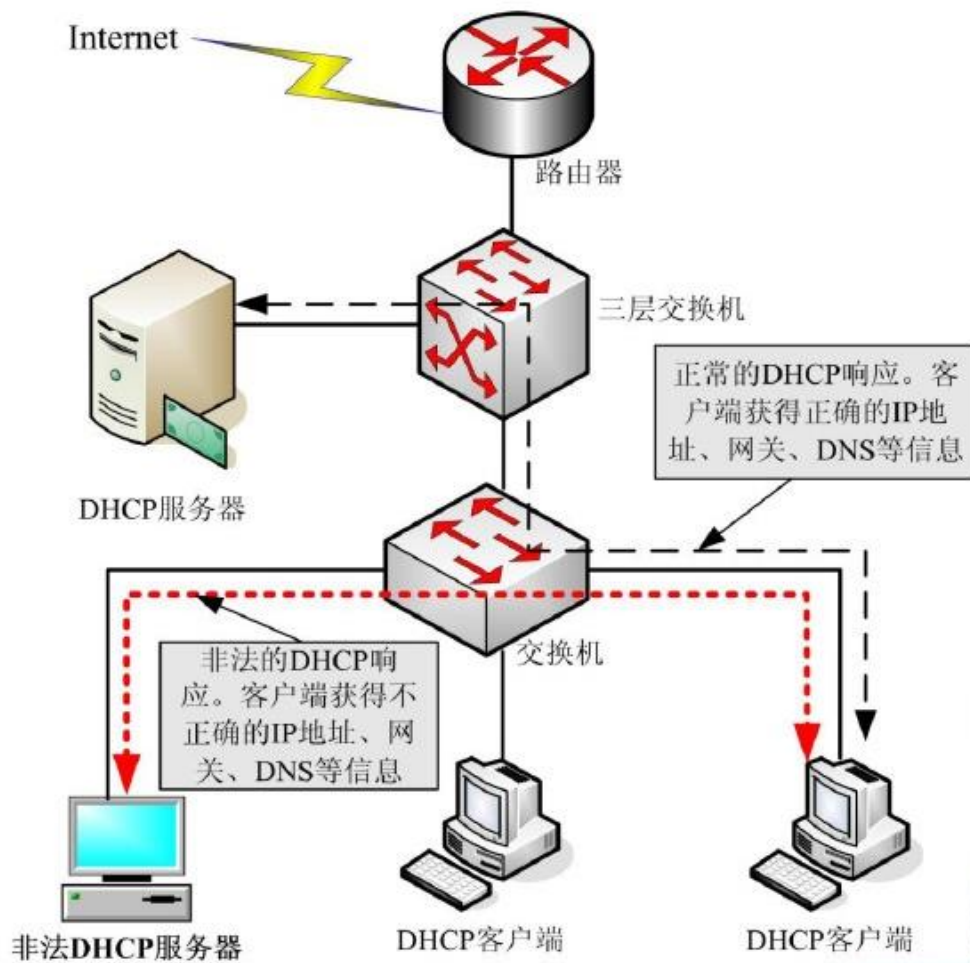 Internet
路由器
三层交换机
正常的DHCP响应。客
户端获得正确的IP地
址、网关、DNS等信息
DHCP服务器
交换机
非法的DHCP响
应。客户端获得不
正确的IP地址、网
关、DNS等信息
非法DHCP服务器
DHCP客户端
DHCP客户端